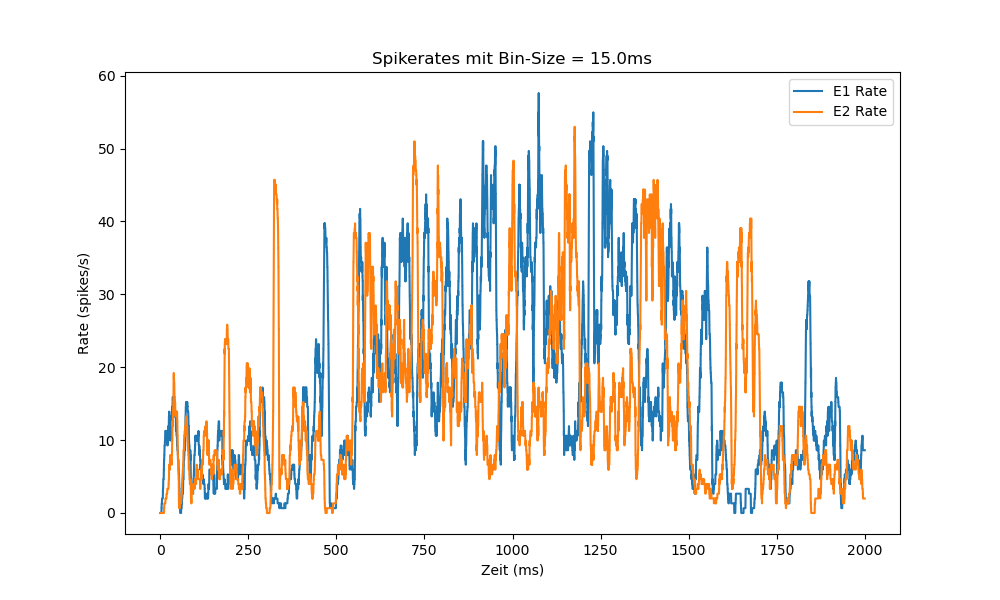 Spikerates mit Bin-Size = 15.0ms
E1 Rate
E2 Rate
Rate (spikes/s)
60
50
40
30
20
10
0
0 250 500 750 1000 1250 1500 1750 2000
Zeit (ms)